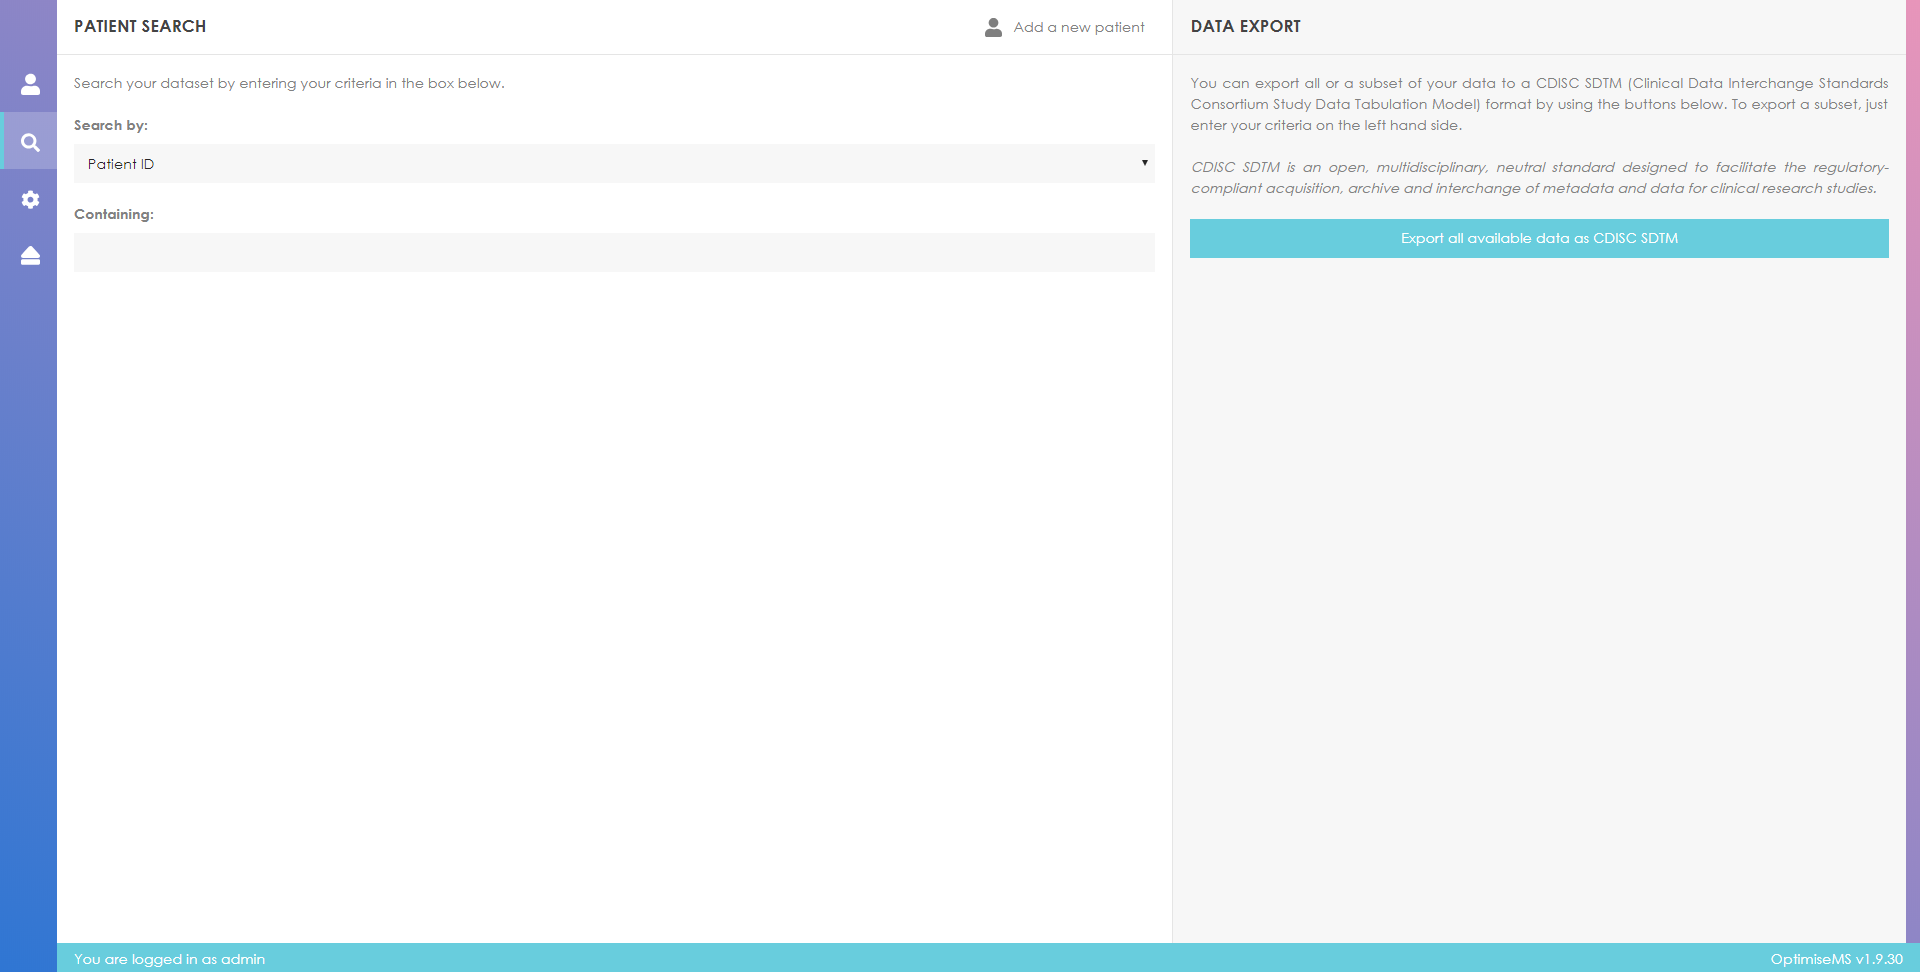 PATIENT SEARCH
Add a new patient
Search your dataset by entering your criteria in the box below.
Search by:
Patient ID
Containing:
DATA EXPORT
You can export all or a subset of your data to a CDISC SDTM (Clinical Data Interchange Standards
Consortium Study Data Tabulation Model) format by using the buttons below. To export a subset, just
enter your criteria on the left hand side.
CDISC SDTM is an open, multidisciplinary, neutral standard designed to facilitate the regulatory-
compliant acquisition, archive and interchange of metadata and data for clinical research studies.
Export all available data as CDISC SDTM
You are logged in as admin
OptimiseMS v1.9.30